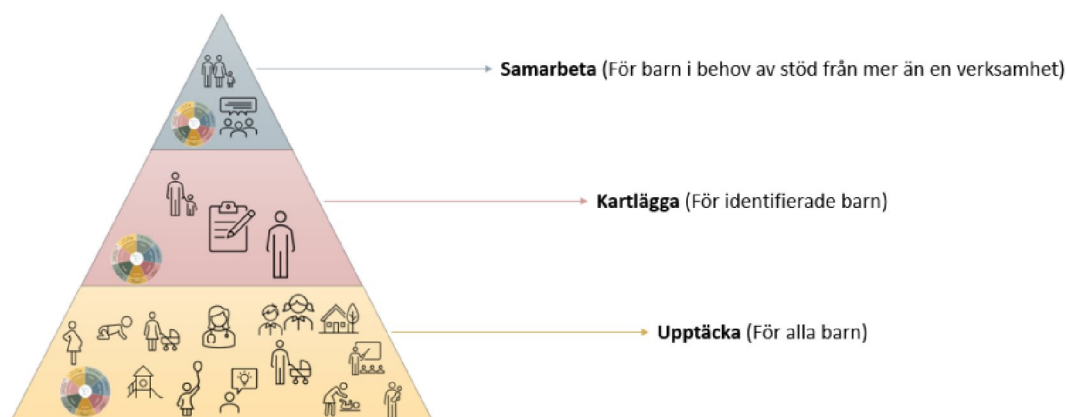 Samarbeta (För barn i behov av stöd från mer än en verksamhet)
Kartlägga (För identifierade barn)
Upptäcka (För alla barn)